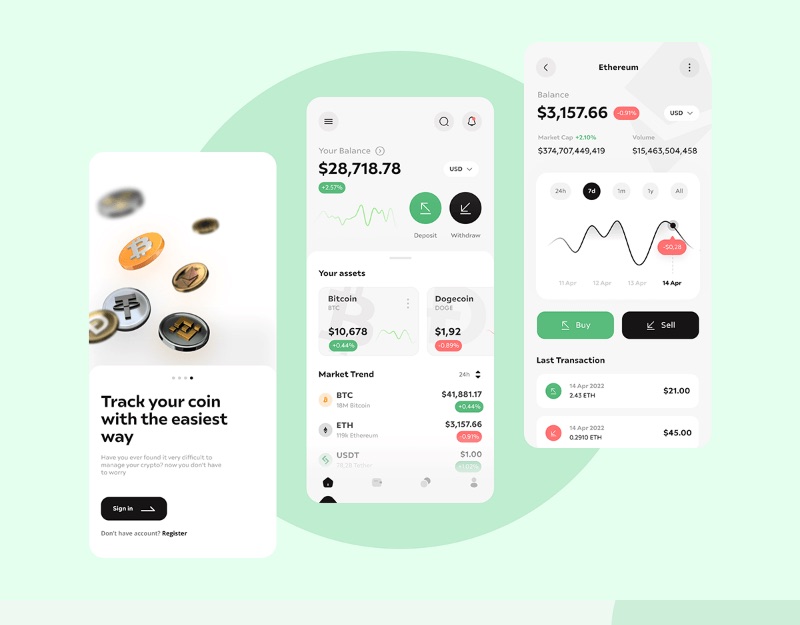 Track your coin
with the easiest
way
Have you ever found it very difficult to
manage your crypto? now you don't have
to worry
Sign in
Don't have account? Register
Your Balance
$28,718.78
USD
+2.57%
Deposit
Withdraw
Your assets
Bitcoin
BTC
$10,678
+0.44%
Dogecoin
DOGE
$1,92
-0.89%
Market Trend
24h
BTC
18M Bitcoin
$41,881.17
+0.44%
ETH
119k Ethereum
$3,157.66
-0.91%
USDT
$1.00
Ethereum
Balance
$3,157.66
-0.91%
USD
Market Cap +2.10%
Volume
$374,707,449,419
$15,463,504,458
24h
7d
1m
1y
All
11 Apr
12 Apr
13 Apr
14 Apr
Buy
Sell
Last Transaction
14 Apr 2022
2.43 ETH
$21.00
14 Apr 2022
0.2910 ETH
$45.00